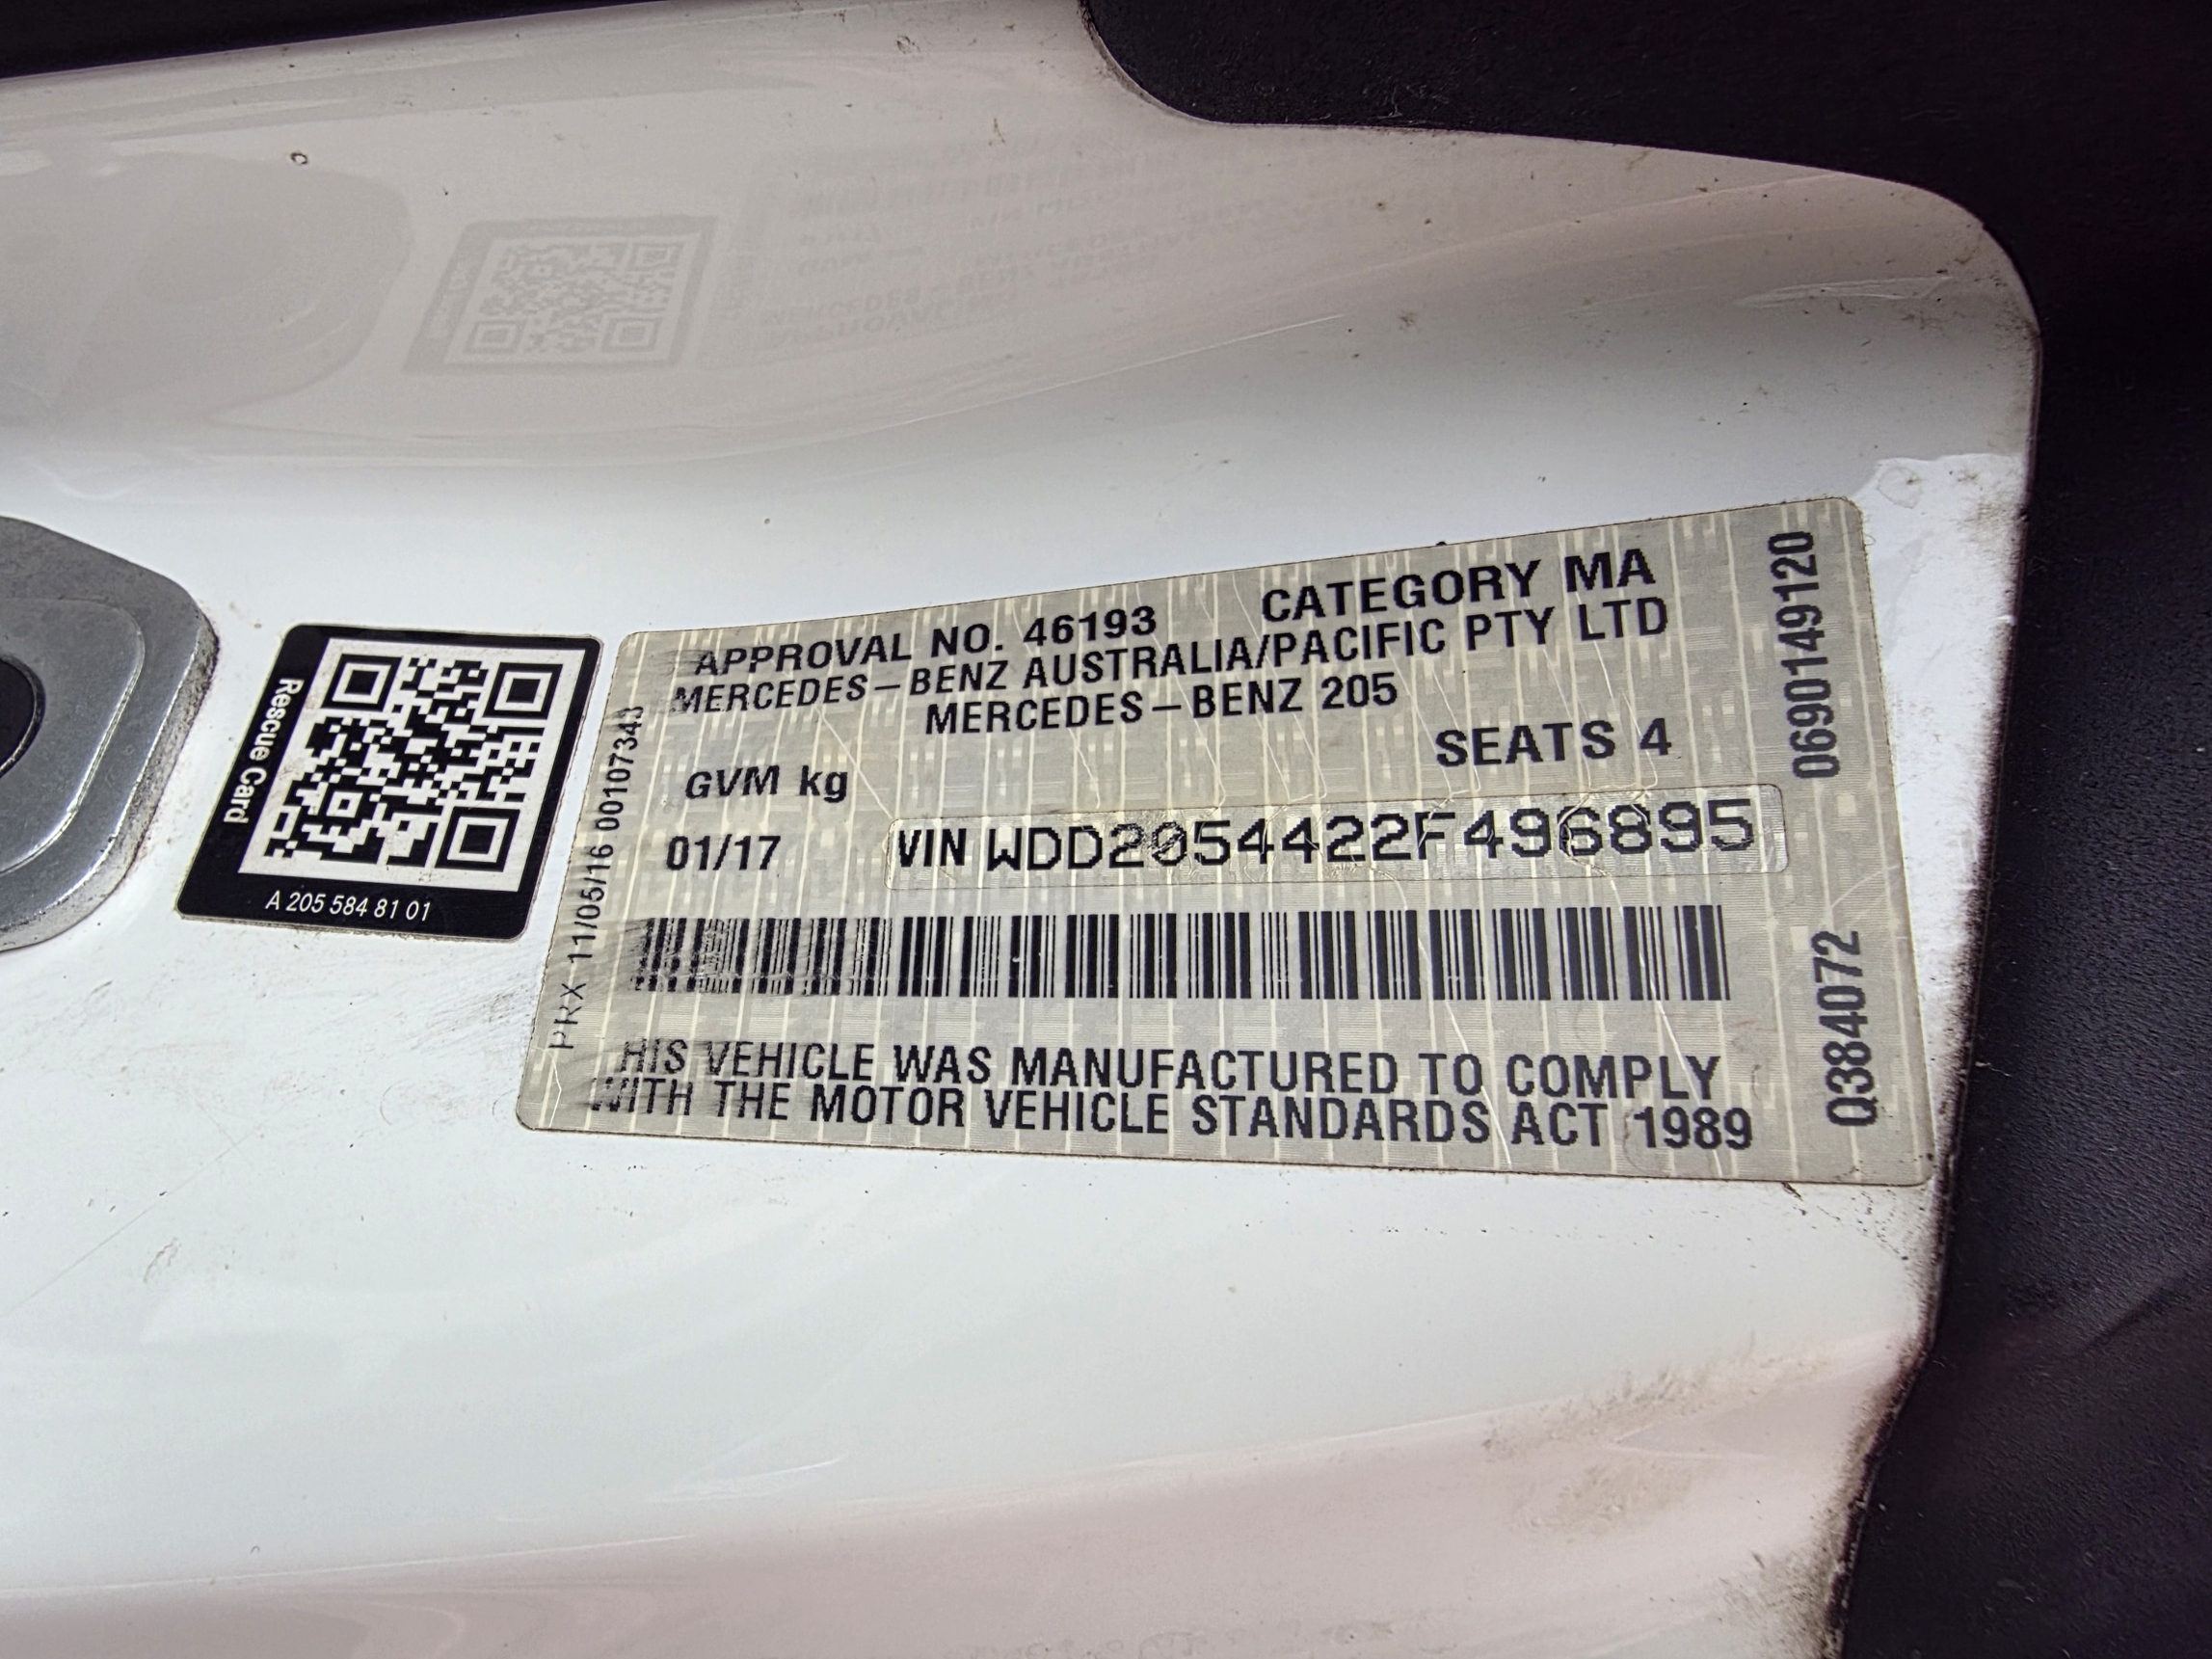 Rescue Card
A 205 584 81 01
APPROVAL NO. 46193 CATEGORY MA
MERCEDES-BENZ AUSTRALIA/PACIFIC PTY LTD
MERCEDES-BENZ 205
SEATS 4
GVM kg
01/17 VIN WDD2054422F496895
HIS VEHICLE WAS MANUFACTURED TO COMPLY
WITH THE MOTOR VEHICLE STANDARDS ACT 1989
PRX 11/05/16 00107343
0690149120
Q384072